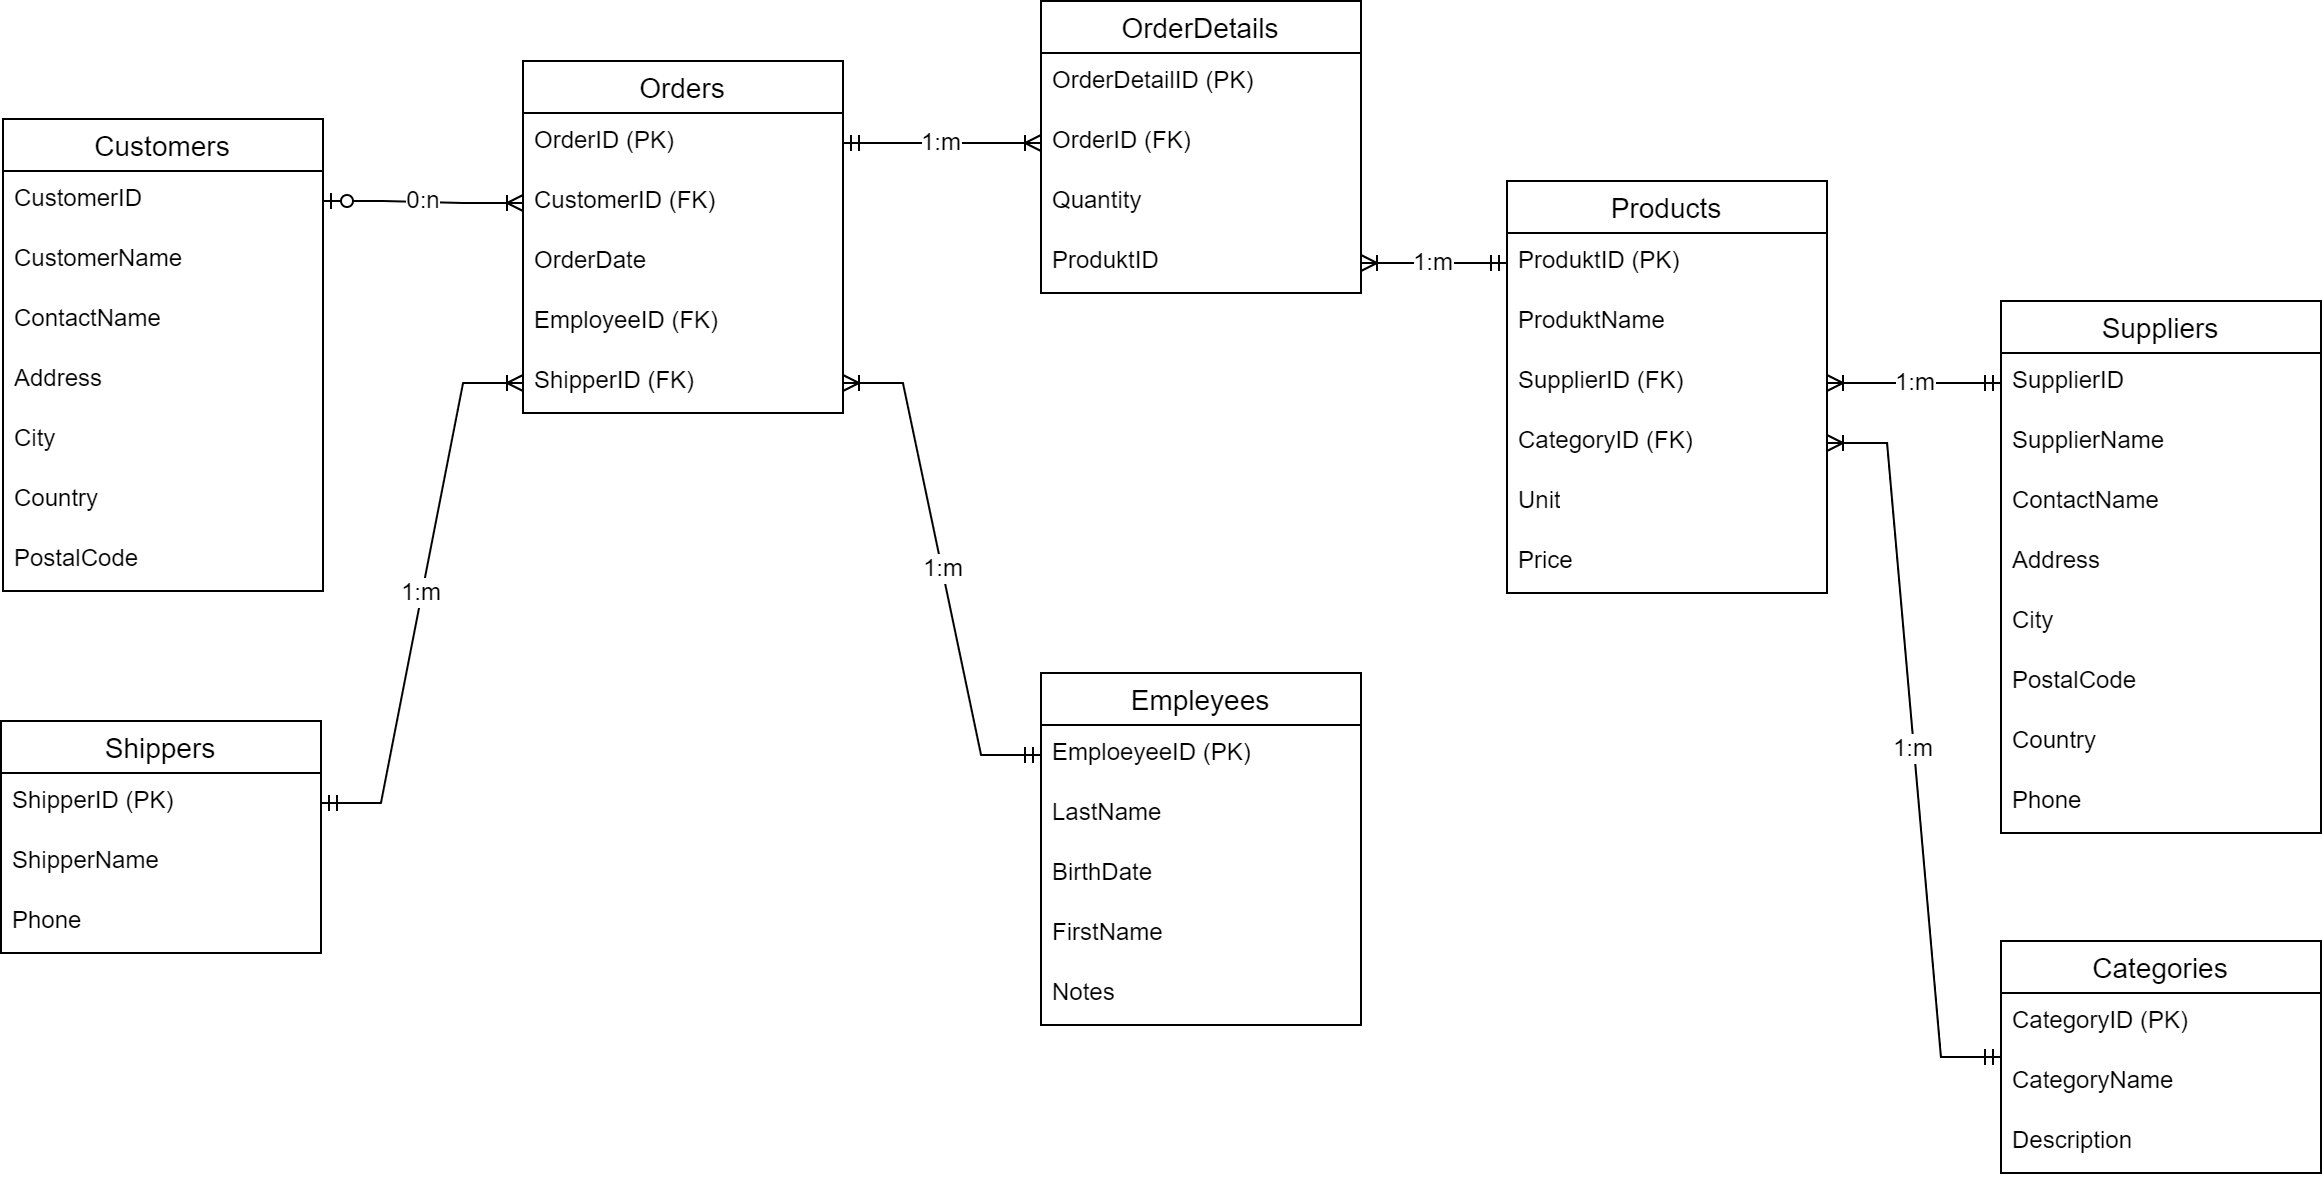 Customers
CustomerID
CustomerName
ContactName
Address
City
Country
PostalCode
0:n
Orders
OrderID (PK)
CustomerID (FK)
OrderDate
EmployeeID (FK)
ShipperID (FK)
1:m
OrderDetails
OrderDetailID (PK)
OrderID (FK)
Quantity
ProduktID
1:m
Products
ProduktID (PK)
ProduktName
SupplierID (FK)
CategoryID (FK)
Unit
Price
1:m
Suppliers
SupplierID
SupplierName
ContactName
Address
City
PostalCode
Country
Phone
1:m
Shippers
ShipperID (PK)
ShipperName
Phone
1:m
Empleyees
EmploeyeeID (PK)
LastName
BirthDate
FirstName
Notes
1:m
Categories
CategoryID (PK)
CategoryName
Description